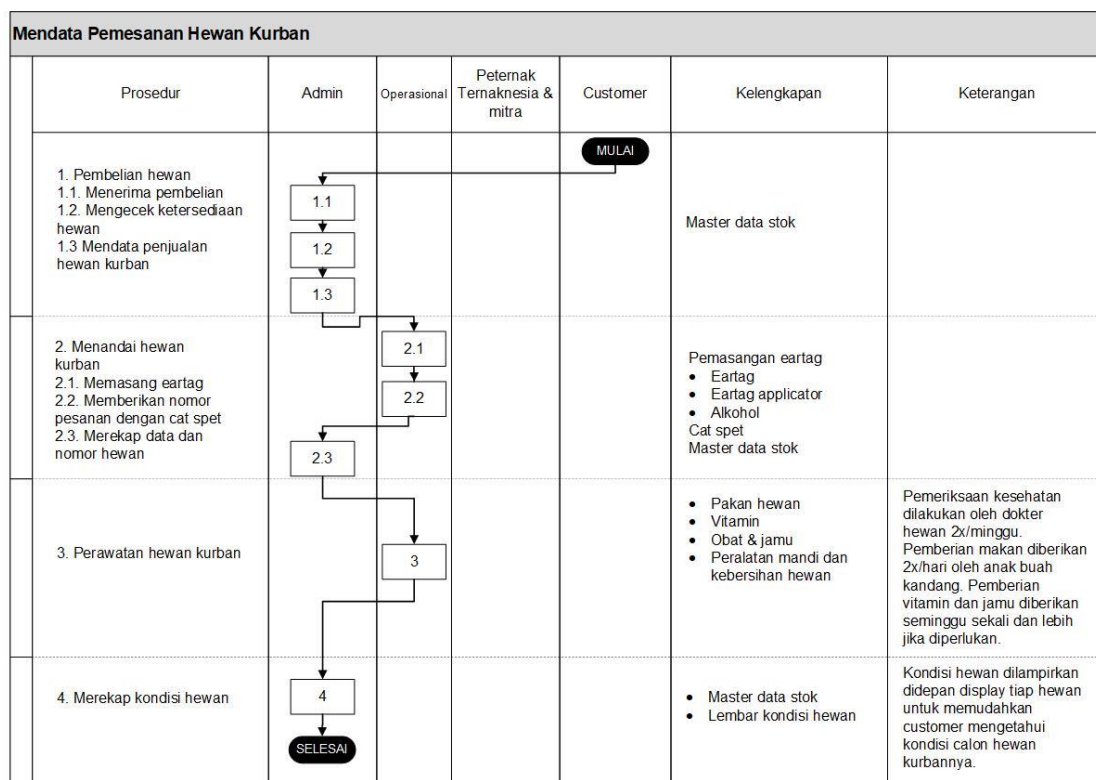 Mendata Pemesanan Hewan Kurban
Prosedur
Admin
Operasional
Peternak
Ternaknesia &
mitra
Customer
Kelengkapan
Keterangan
MULAI
1. Pembelian hewan
1.1. Menerima pembelian
1.2. Mengecek ketersediaan
hewan
1.3 Mendata penjualan
hewan kurban
1.1
1.2
1.3
Master data stok
2. Menandai hewan
kurban
2.1. Memasang eartag
2.2. Memberikan nomor
pesanan dengan cat spet
2.3. Merekap data dan
nomor hewan
2.1
2.2
2.3
Pemasangan eartag
• Eartag
• Eartag applicator
• Alkohol
Cat spet
Master data stok
3. Perawatan hewan kurban
3
• Pakan hewan
• Vitamin
• Obat & jamu
• Peralatan mandi dan
kebersihan hewan
Pemeriksaan kesehatan
dilakukan oleh dokter
hewan 2x/minggu.
Pemberian makan diberikan
2x/hari oleh anak buah
kandang. Pemberian
vitamin dan jamu diberikan
seminggu sekali dan lebih
jika diperlukan.
4. Merekap kondisi hewan
4
SELESAI
• Master data stok
• Lembar kondisi hewan
Kondisi hewan dilampirkan
didepan display tiap hewan
untuk memudahkan
customer mengetahui
kondisi calon hewan
kurbannya.